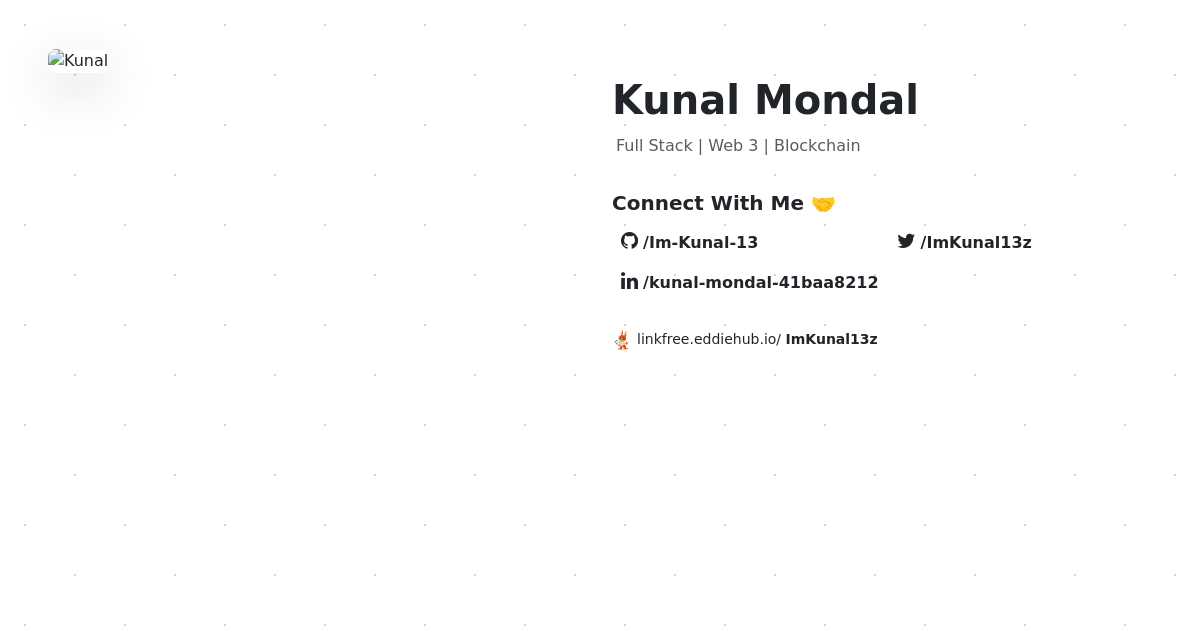 Kunal
Kunal Mondal
Full Stack | Web 3 | Blockchain
Connect With Me 🤝
/Im-Kunal-13
/ImKunal13z
/kunal-mondal-41baa8212
linkfree.eddiehub.io/ ImKunal13z